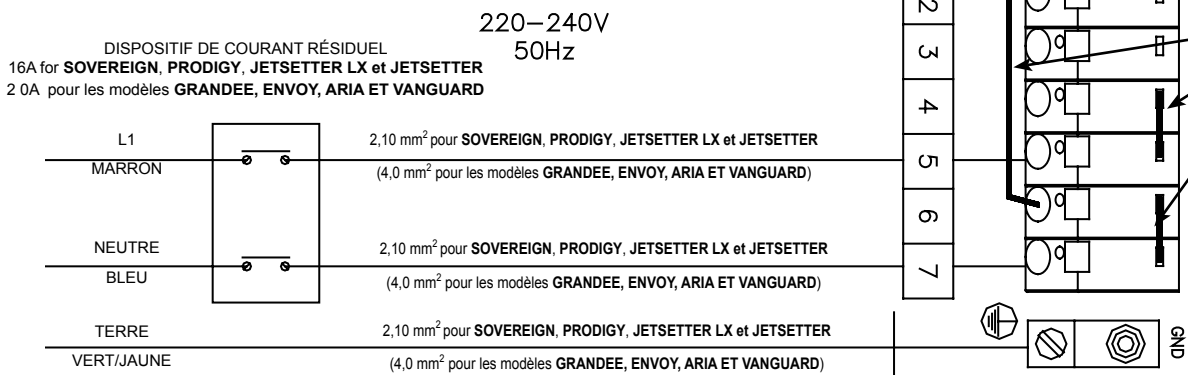 220–240V
50Hz
DISPOSITIF DE COURANT RÉSIDUEL
16A for SOVEREIGN, PRODIGY, JETSETTER LX et JETSETTER
2 0A pour les modèles GRANDEE, ENVOY, ARIA ET VANGUARD
L1
MARRON
2,10 mm² pour SOVEREIGN, PRODIGY, JETSETTER LX et JETSETTER
(4,0 mm² pour les modèles GRANDEE, ENVOY, ARIA ET VANGUARD)
NEUTRE
BLEU
2,10 mm² pour SOVEREIGN, PRODIGY, JETSETTER LX et JETSETTER
(4,0 mm² pour les modèles GRANDEE, ENVOY, ARIA ET VANGUARD)
TERRE
VERT/JAUNE
2,10 mm² pour SOVEREIGN, PRODIGY, JETSETTER LX et JETSETTER
(4,0 mm² pour les modèles GRANDEE, ENVOY, ARIA ET VANGUARD)
2
3
4
5
6
7
GND